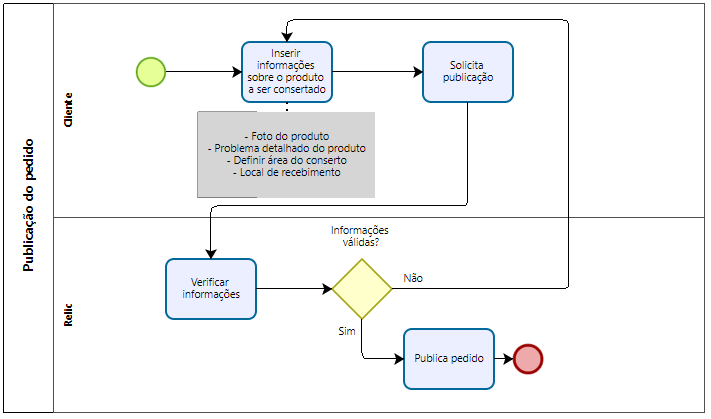 Publicação do pedido
Cliente
Inserir
informações
sobre o produto
a ser consertado
Solicita
publicação
- Foto do produto
- Problema detalhado do produto
- Definir área do conserto
- Local de recebimento
Relic
Informações
válidas?
Verificar
informações
Não
Sim
Publica pedido